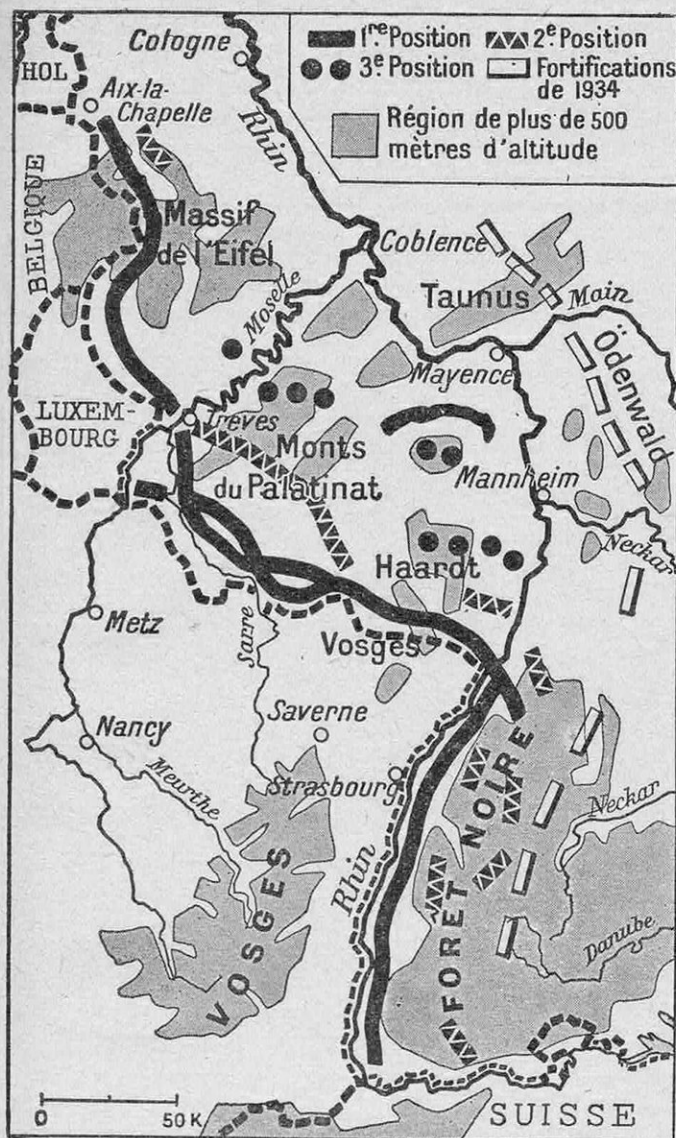 1re Position 2e Position
3e Position Fortifications
de 1934
Région de plus de 500
mètres d'altitude
Cologne
HOL
Aix-la-
Chapelle
Rhin
BELGIQUE
Massif
de l'Eifel
Coblence
Taunus
Main
Moselle
Mayence
Ödenwald
LUXEM-
BOURG
Trèves
Monts
du Palatinat
Mannheim
Neckar
Haardt
Metz
Sarre
Vosges
Saverne
Nancy
Strasbourg
Meurthe
Neckar
Rhin
VOSGES
FORET NOIRE
Danube
0 50 K.
SUISSE